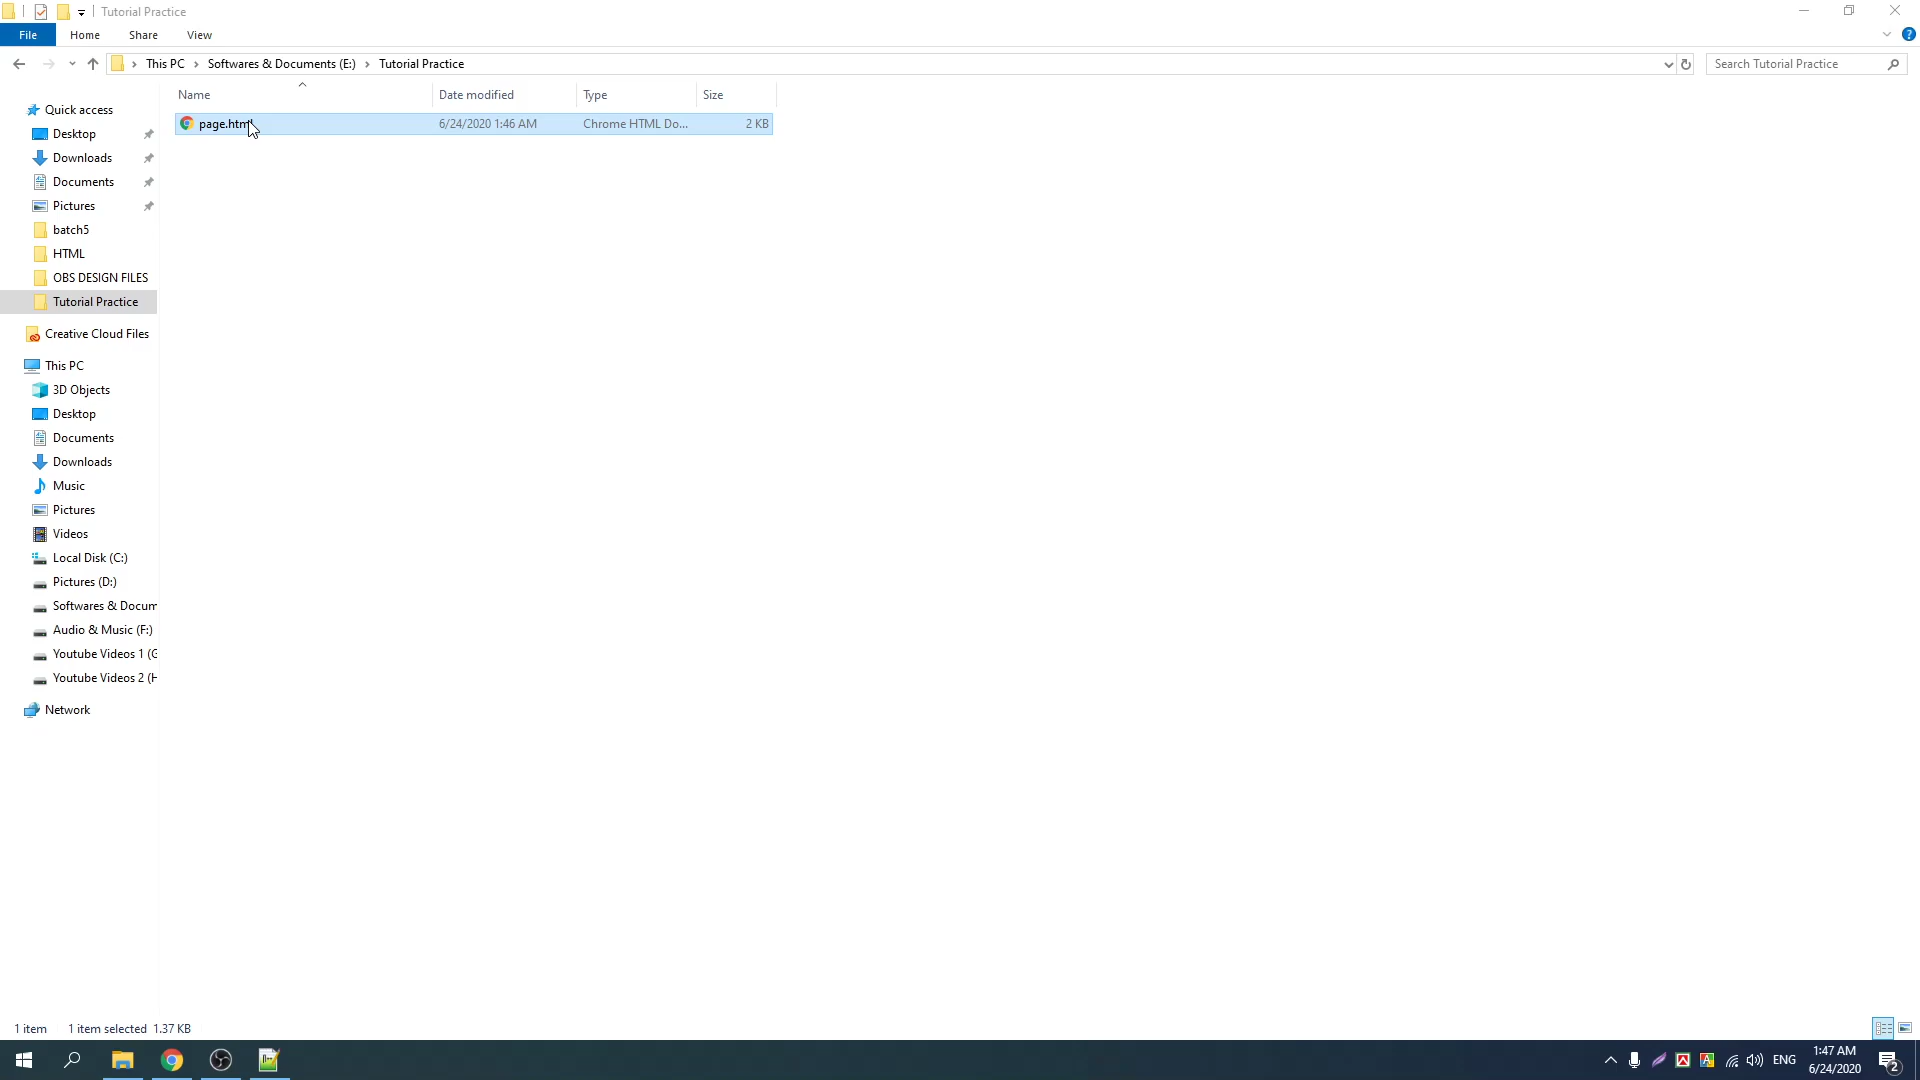 Tutorial Practice
File Home Share View
This PC Softwares & Documents (E:) Tutorial Practice Search Tutorial Practice
Name Date modified Type Size
page.html 6/24/2020 1:46 AM Chrome HTML Do... 2 KB
Quick access
Desktop
Downloads
Documents
Pictures
batch5
HTML
OBS DESIGN FILES
Tutorial Practice
Creative Cloud Files
This PC
3D Objects
Desktop
Documents
Downloads
Music
Pictures
Videos
Local Disk (C:)
Pictures (D:)
Softwares & Docum
Audio & Music (F:)
Youtube Videos 1 (G
Youtube Videos 2 (H
Network
1 item 1 item selected 1.37 KB
ENG 1:47 AM
6/24/2020 2